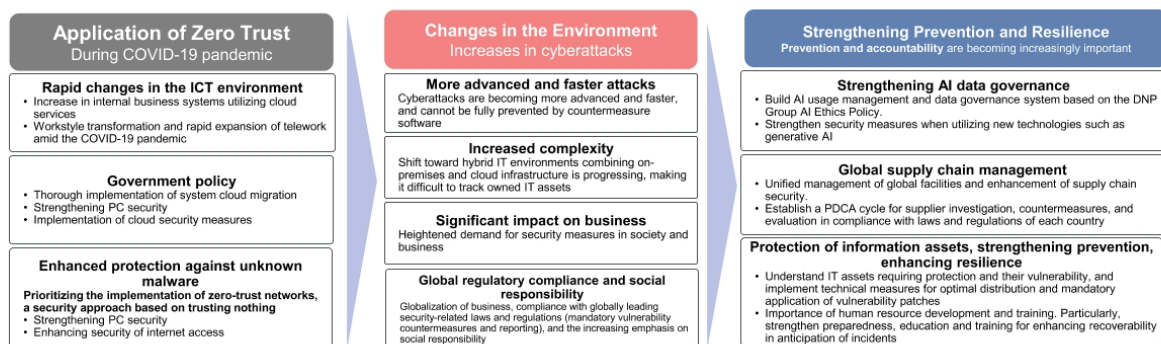 Application of Zero Trust
During COVID-19 pandemic
Rapid changes in the ICT environment
• Increase in internal business systems utilizing cloud
services
• Workstyle transformation and rapid expansion of telework
amid the COVID-19 pandemic
Government policy
• Thorough implementation of system cloud migration
• Strengthening PC security
• Implementation of cloud security measures
Enhanced protection against unknown
malware
Prioritizing the implementation of zero-trust networks,
a security approach based on trusting nothing
• Strengthening PC security
• Enhancing security of internet access
Changes in the Environment
Increases in cyberattacks
More advanced and faster attacks
Cyberattacks are becoming more advanced and faster,
and cannot be fully prevented by countermeasure
software
Increased complexity
Shift toward hybrid IT environments combining on-
premises and cloud infrastructure is progressing, making
it difficult to track owned IT assets
Significant impact on business
Heightened demand for security measures in society and
business
Global regulatory compliance and social
responsibility
Globalization of business, compliance with globally leading
security-related laws and regulations (mandatory vulnerability
countermeasures and reporting), and the increasing emphasis on
social responsibility
Strengthening Prevention and Resilience
Prevention and accountability are becoming increasingly important
Strengthening AI data governance
• Build AI usage management and data governance system based on the DNP
Group AI Ethics Policy.
• Strengthen security measures when utilizing new technologies such as
generative AI
Global supply chain management
• Unified management of global facilities and enhancement of supply chain
security.
• Establish a PDCA cycle for supplier investigation, countermeasures, and
evaluation in compliance with laws and regulations of each country
Protection of information assets, strengthening prevention,
enhancing resilience
• Understand IT assets requiring protection and their vulnerability, and
implement technical measures for optimal distribution and mandatory
application of vulnerability patches
• Importance of human resource development and training. Particularly,
strengthen preparedness, education and training for enhancing recoverability
in anticipation of incidents